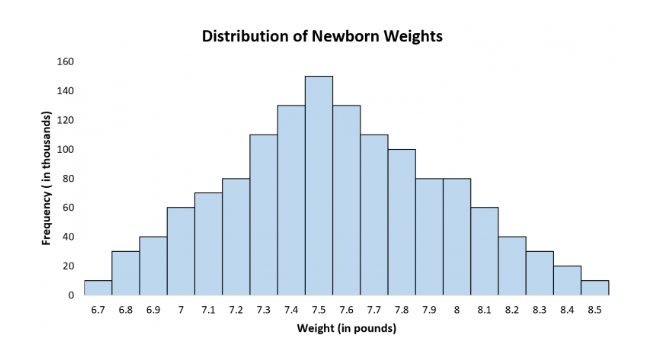 Distribution of Newborn Weights
Frequency ( in thousands)
160
140
120
100
80
60
40
20
0
6.7 6.8 6.9 7 7.1 7.2 7.3 7.4 7.5 7.6 7.7 7.8 7.9 8 8.1 8.2 8.3 8.4 8.5
Weight (in pounds)